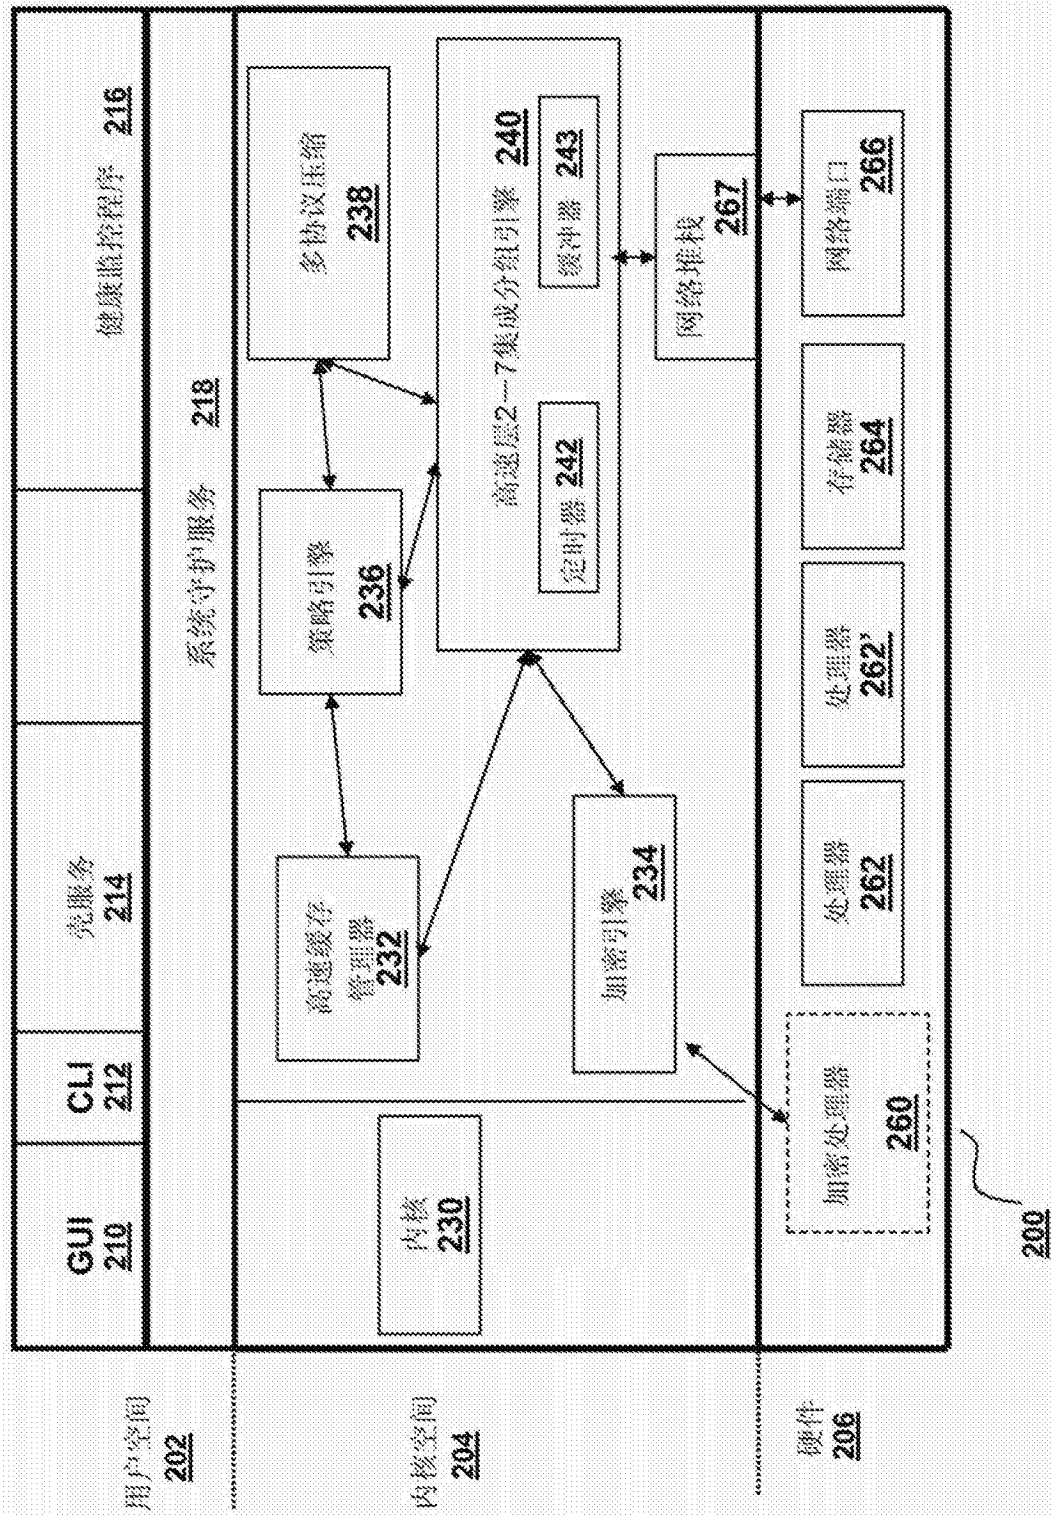 用户空间
202
GUI
210
CLI
212
壳服务
214
健康监控程序
216
系统守护服务
218
内核空间
204
内核
230
高速缓存
管理器
232
策略引擎
236
多协议压缩
238
高速层2一7集成分组引擎
240
定时器
242
缓冲器
243
加密引擎
234
网络堆栈
267
硬件
206
加密处理器
260
处理器
262
处理器
262’
存储器
264
网络端口
266
200